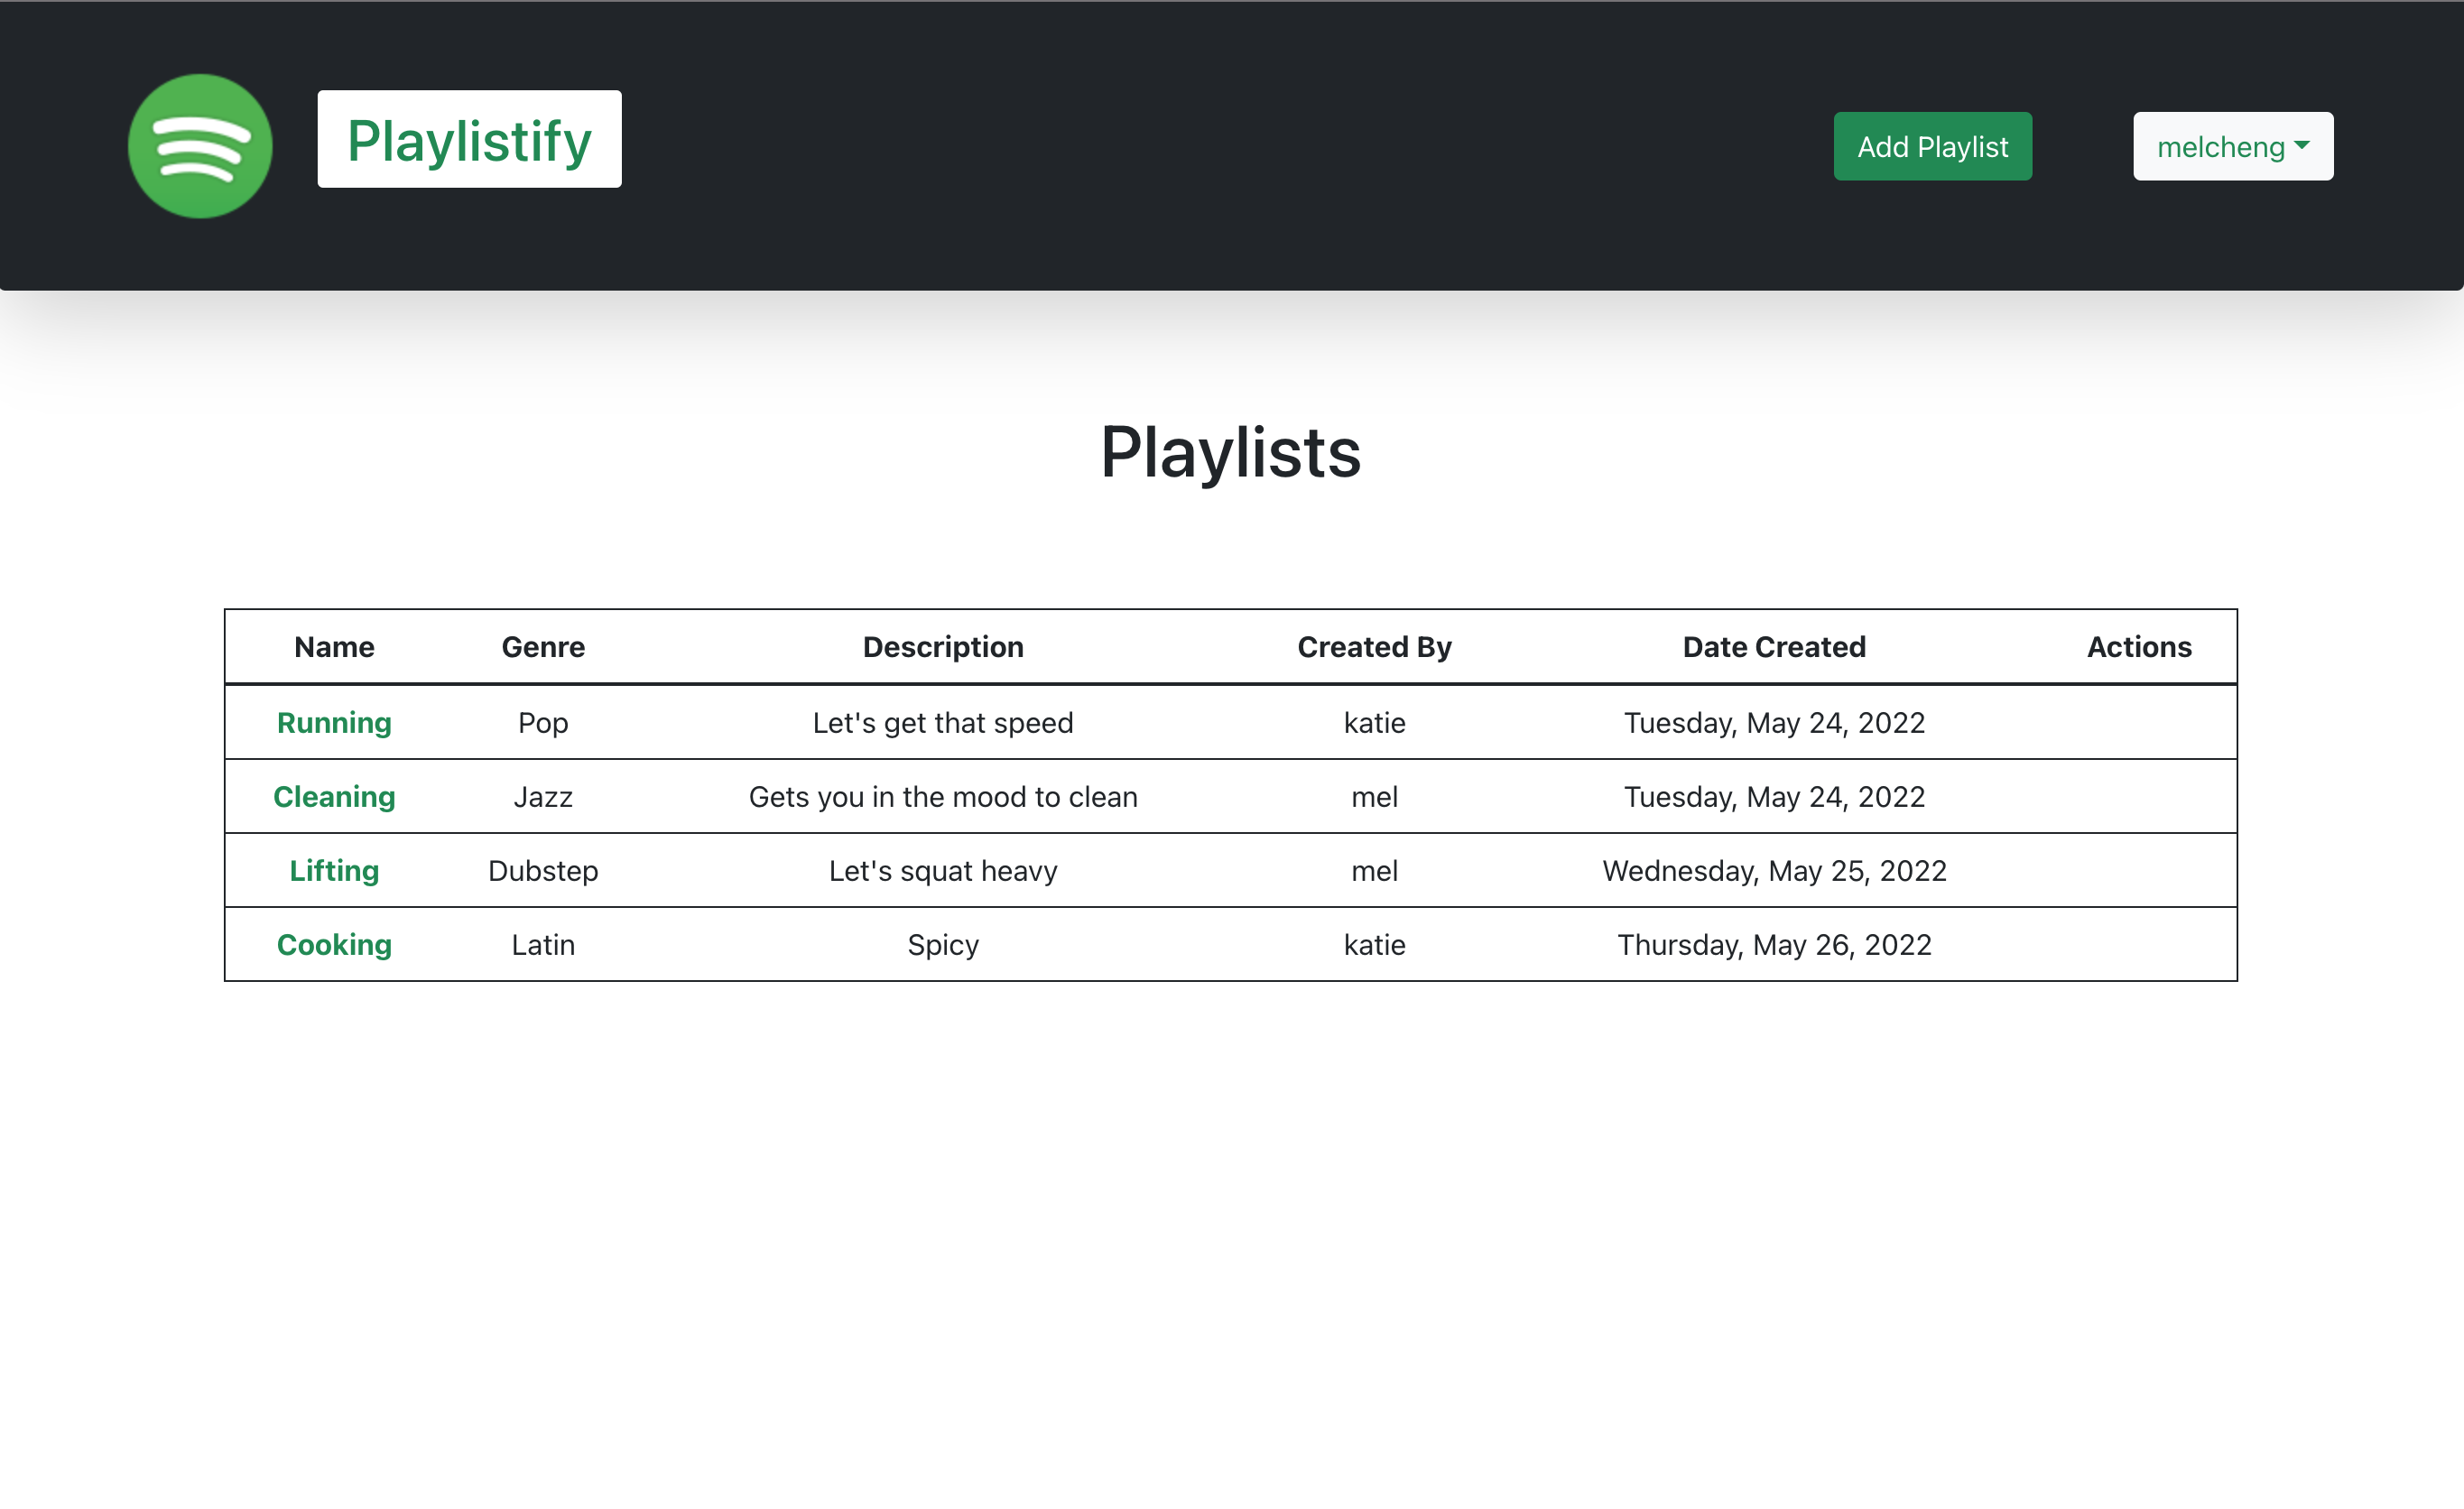 Playlistify
Add Playlist
melcheng
Playlists
Name Genre Description Created By Date Created Actions
Running Pop Let's get that speed katie Tuesday, May 24, 2022
Cleaning Jazz Gets you in the mood to clean mel Tuesday, May 24, 2022
Lifting Dubstep Let's squat heavy mel Wednesday, May 25, 2022
Cooking Latin Spicy katie Thursday, May 26, 2022